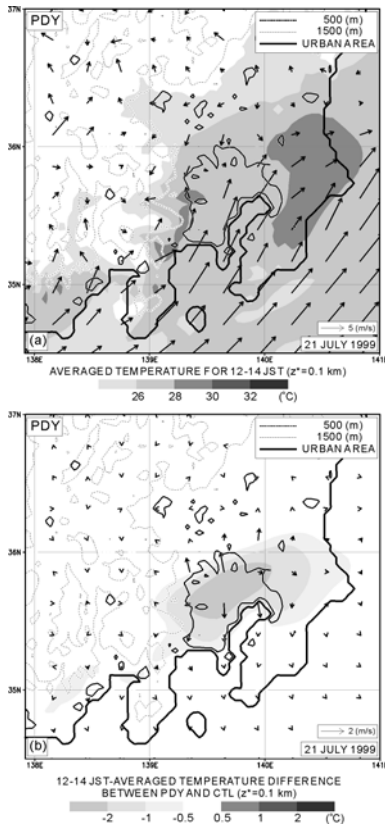 37N
PDY
500 (m)
1500 (m)
URBAN AREA
36N
35N
5 (m/s)
(a)
21 JULY 1999
138E 139E 140E 141E
AVERAGED TEMPERATURE FOR 12-14 JST (z*=0.1 km)
26 28 30 32 (°C)
37N
PDY
500 (m)
1500 (m)
URBAN AREA
36N
35N
2 (m/s)
(b)
21 JULY 1999
138E 139E 140E 141E
12-14 JST-AVERAGED TEMPERATURE DIFFERENCE
BETWEEN PDY AND CTL (z*=0.1 km)
-2 -1 -0.5 0.5 1 2 (°C)